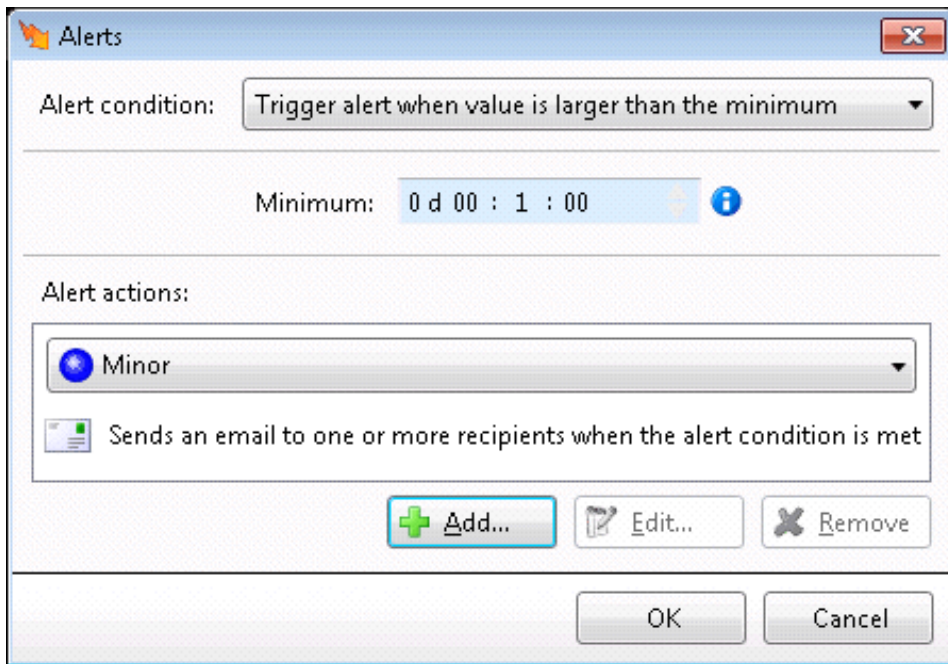 Alerts
Alert condition: Trigger alert when value is larger than the minimum
Minimum: 0 d 00 : 1 : 00
Alert actions:
Minor
Sends an email to one or more recipients when the alert condition is met
Add... Edit... Remove
OK Cancel